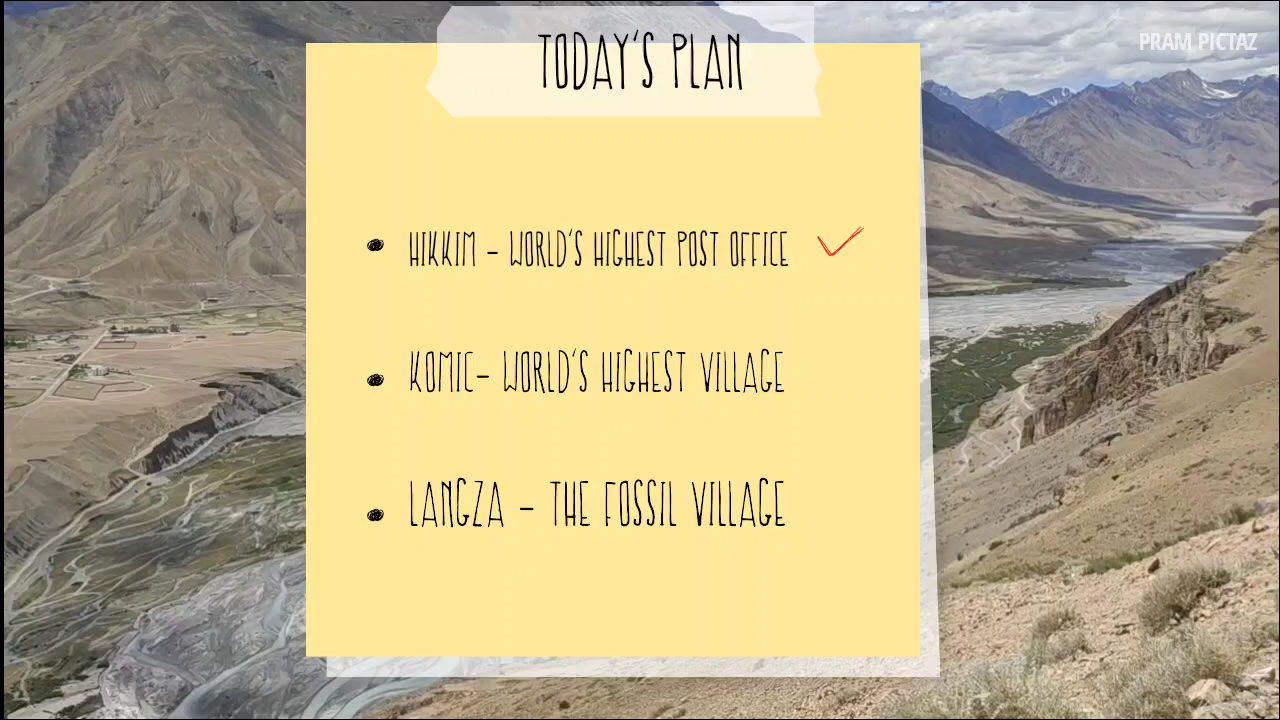 PRAM PICTAZ
TODAY'S PLAN
HIKKIM - WORLD'S HIGHEST POST OFFICE
KOMIC- WORLD'S HIGHEST VILLAGE
LANGZA - THE FOSSIL VILLAGE